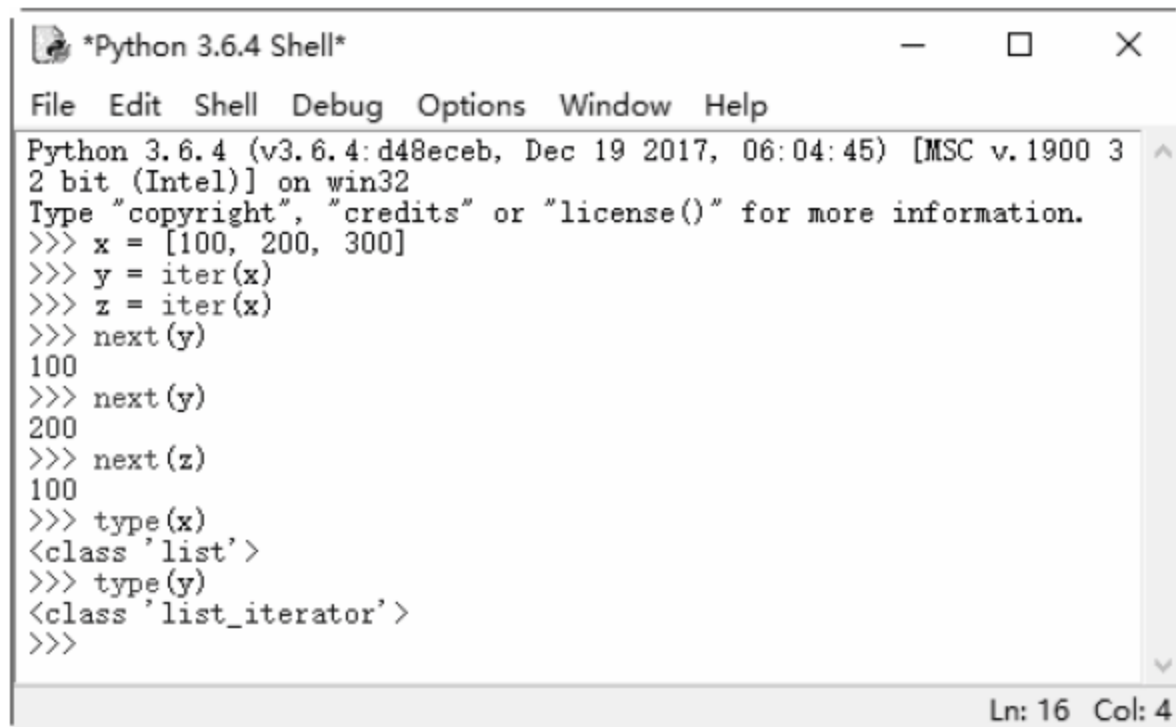 *Python 3.6.4 Shell*
File Edit Shell Debug Options Window Help
Python 3.6.4 (v3.6.4:d48eceb, Dec 19 2017, 06:04:45) [MSC v.1900 3
2 bit (Intel)] on win32
Type "copyright", "credits" or "license()" for more information.
>>> x = [100, 200, 300]
>>> y = iter(x)
>>> z = iter(x)
>>> next(y)
100
>>> next(y)
200
>>> next(z)
100
>>> type(x)
<class 'list'>
>>> type(y)
<class 'list_iterator'>
>>>
Ln: 16 Col: 4